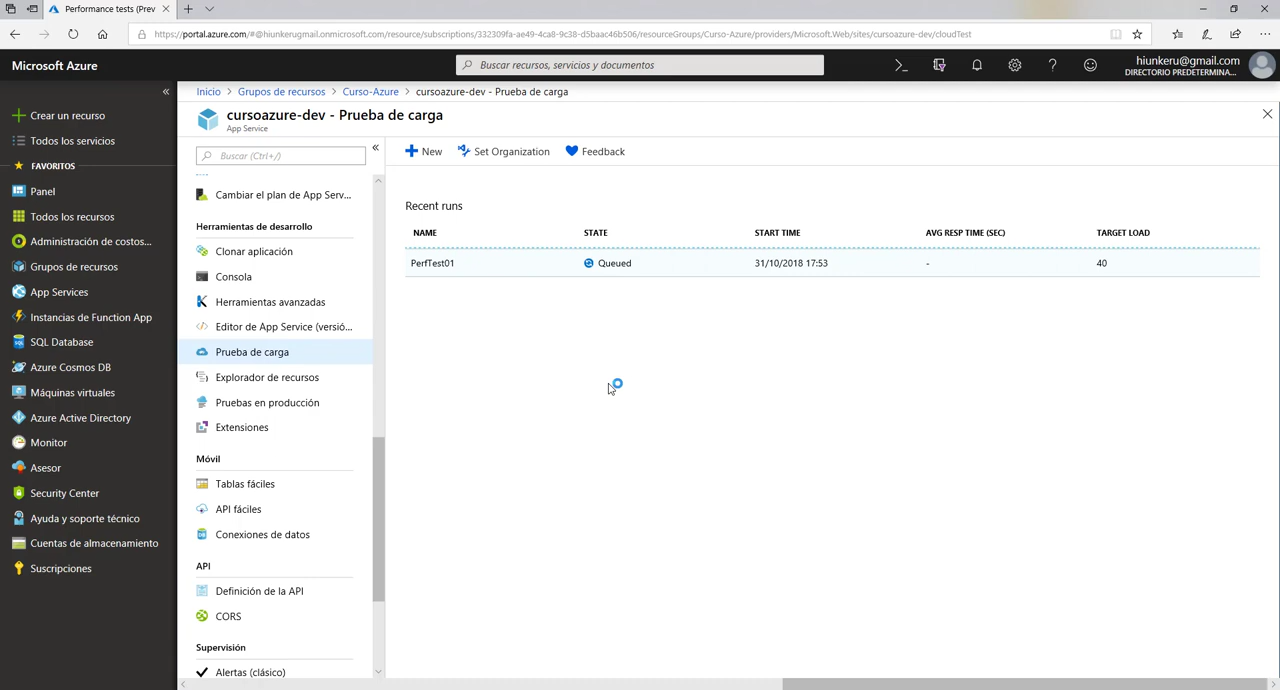 Performance tests (Prev
https://portal.azure.com/#@hiunkerugmail.onmicrosoft.com/resource/subscriptions/332309fa-ae49-4ca8-9c38-d5baac46b506/resourceGroups/Curso-Azure/providers/Microsoft.Web/sites/cursoazure-dev/cloudTest
Microsoft Azure
Buscar recursos, servicios y documentos
hiunkeru@gmail.com
DIRECTORIO PREDETERMINA...
Crear un recurso
Todos los servicios
FAVORITOS
Panel
Todos los recursos
Administración de costos...
Grupos de recursos
App Services
Instancias de Function App
SQL Database
Azure Cosmos DB
Máquinas virtuales
Azure Active Directory
Monitor
Asesor
Security Center
Ayuda y soporte técnico
Cuentas de almacenamiento
Suscripciones
Inicio > Grupos de recursos > Curso-Azure > cursoazure-dev - Prueba de carga
cursoazure-dev - Prueba de carga
App Service
Buscar (Ctrl+/)
Cambiar el plan de App Serv...
Herramientas de desarrollo
Clonar aplicación
Consola
Herramientas avanzadas
Editor de App Service (versió...
Prueba de carga
Explorador de recursos
Pruebas en producción
Extensiones
Móvil
Tablas fáciles
API fáciles
Conexiones de datos
API
Definición de la API
CORS
Supervisión
Alertas (clásico)
New Set Organization Feedback
Recent runs
NAME STATE START TIME AVG RESP TIME (SEC) TARGET LOAD
PerfTest01 Queued 31/10/2018 17:53 - 40